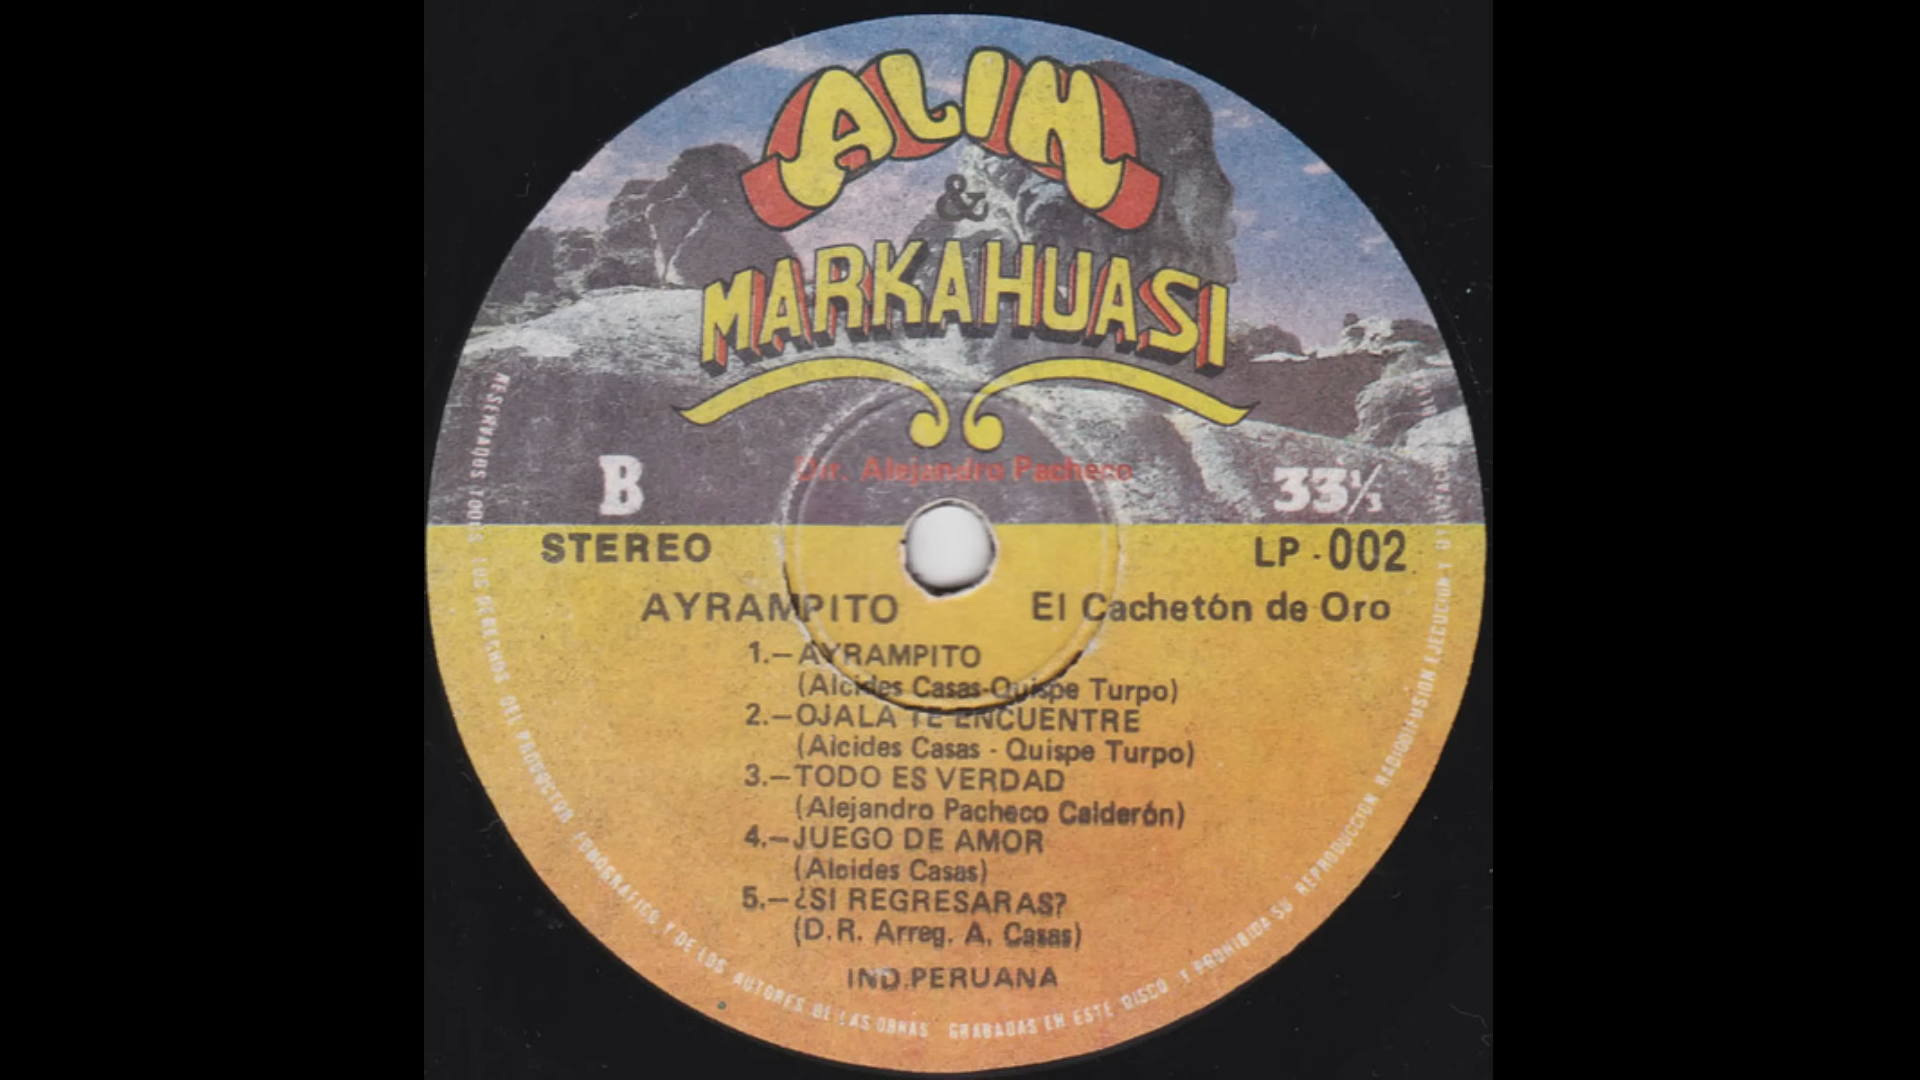 ALIN
&
MARKAHUASI
Dir. Alejandro Pacheco
B
33⅓
STEREO
LP - 002
AYRAMPITO
El Cachetón de Oro
1.— AYRAMPITO
(Alcides Casas-Quispe Turpo)
2.—OJALA TE ENCUENTRE
(Alcides Casas - Quispe Turpo)
3.—TODO ES VERDAD
(Alejandro Pacheco Calderón)
4.—JUEGO DE AMOR
(Alcides Casas)
5.—¿SI REGRESARAS?
(D.R. Arreg. A. Casas)
IND.PERUANA
RESERVADOS TODOS LOS DERECHOS DEL PRODUCTOR FONOGRAFICO Y DE LOS AUTORES DE LAS OBRAS GRABADAS EN ESTE DISCO Y PROHIBIDA SU REPRODUCCION RADIODIFUSION EJECUCION Y